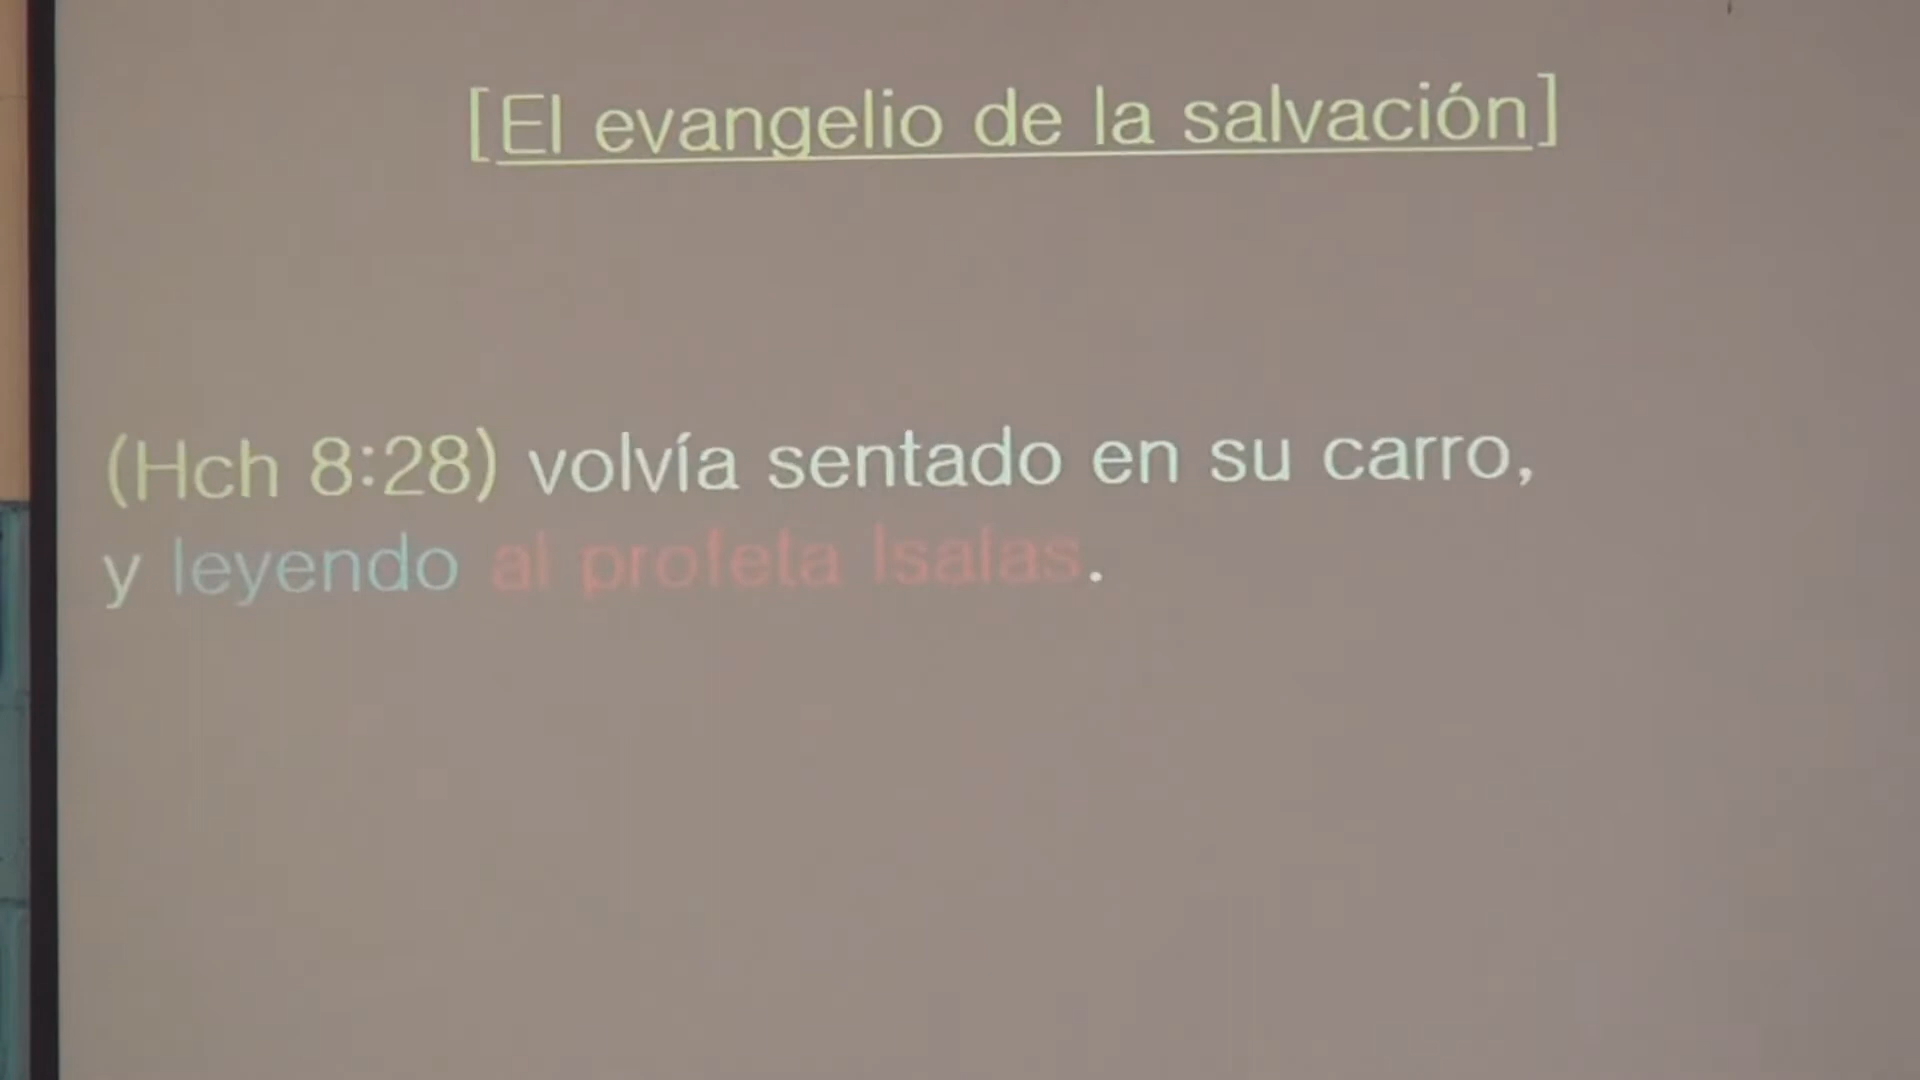 [El evangelio de la salvación]
(Hch 8:28) volvía sentado en su carro,
y leyendo al profeta Isaías.